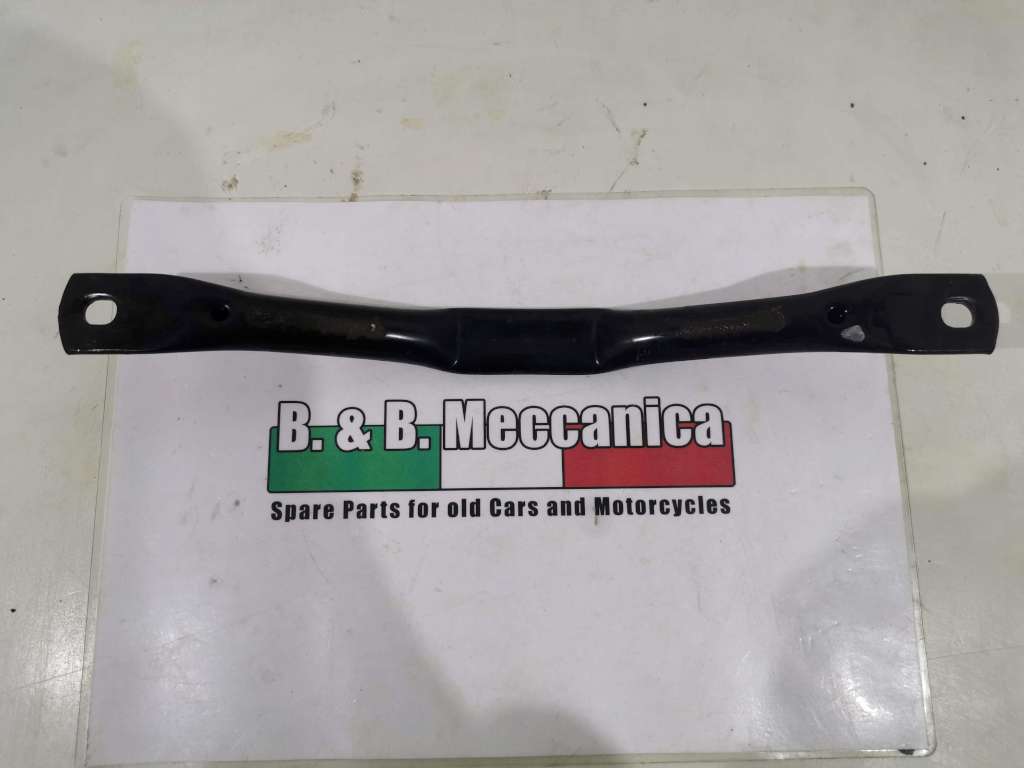 B. & B. Meccanica
Spare Parts for old Cars and Motorcycles